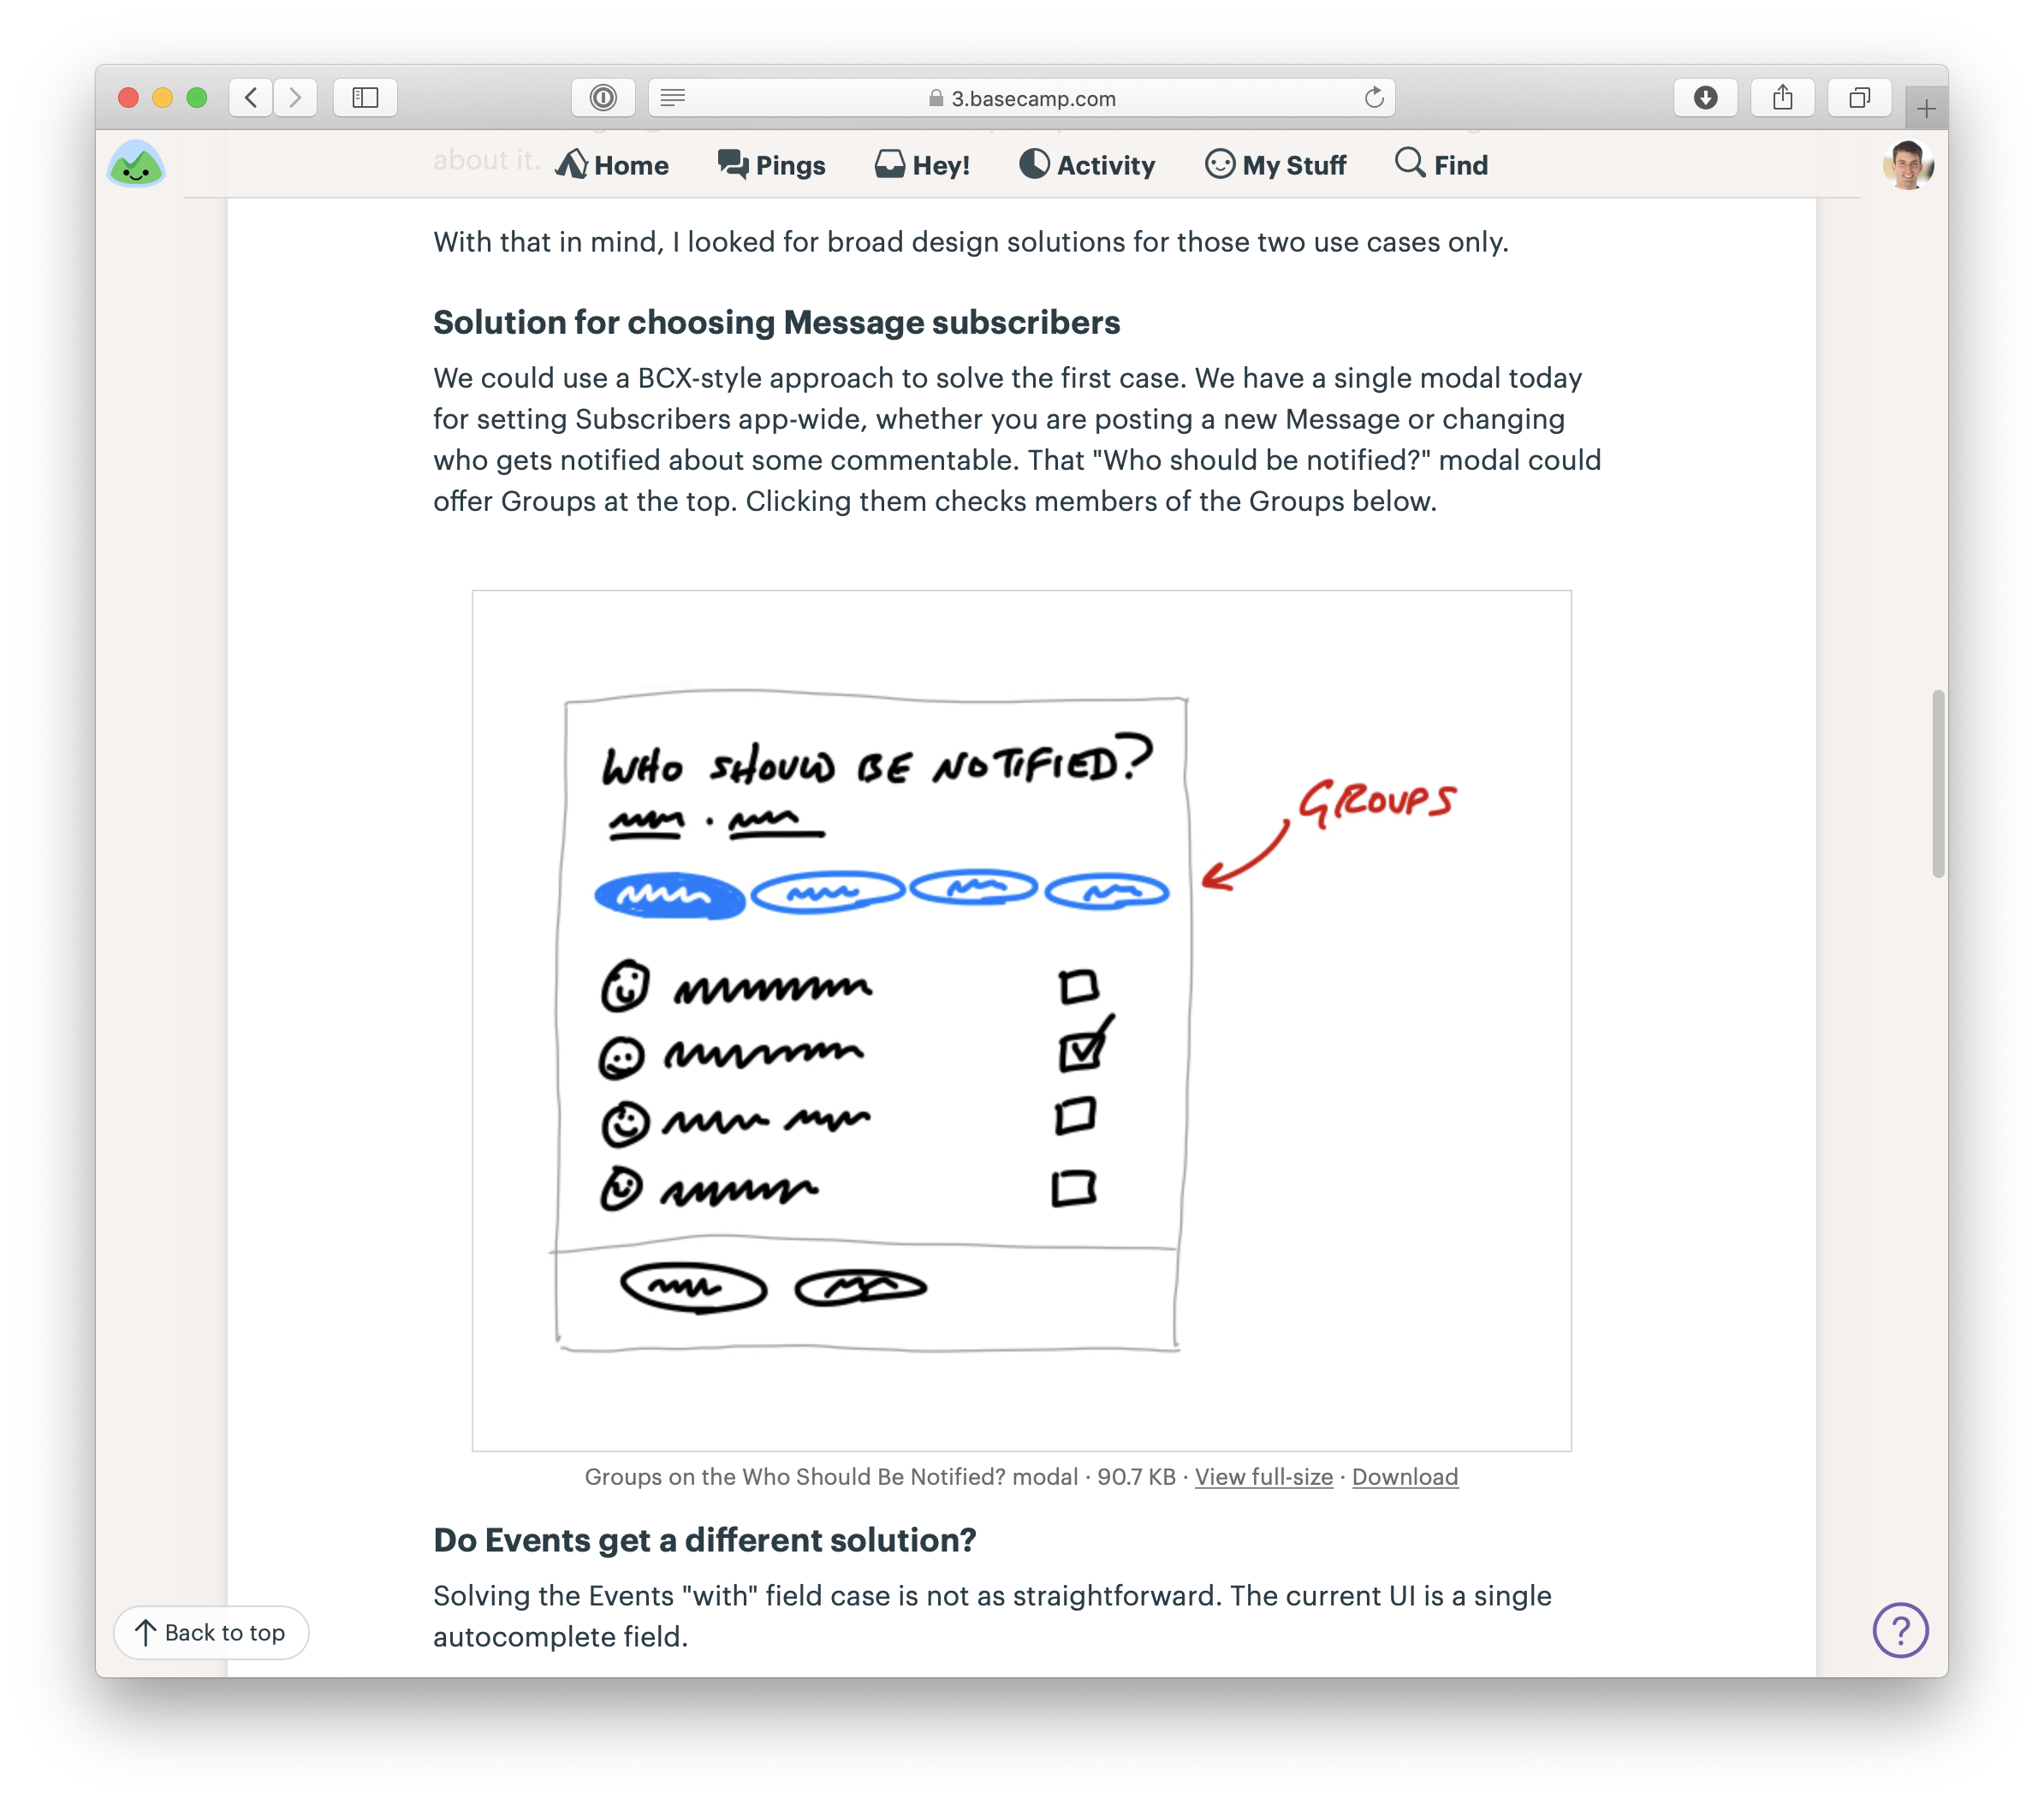 3.basecamp.com
about it.
Home
Pings
Hey!
Activity
My Stuff
Find
With that in mind, I looked for broad design solutions for those two use cases only.
Solution for choosing Message subscribers
We could use a BCX-style approach to solve the first case. We have a single modal today
for setting Subscribers app-wide, whether you are posting a new Message or changing
who gets notified about some commentable. That "Who should be notified?" modal could
offer Groups at the top. Clicking them checks members of the Groups below.
WHO SHOULD BE NOTIFIED?
GROUPS
Groups on the Who Should Be Notified? modal · 90.7 KB · View full-size · Download
Do Events get a different solution?
Solving the Events "with" field case is not as straightforward. The current UI is a single
autocomplete field.
Back to top
?